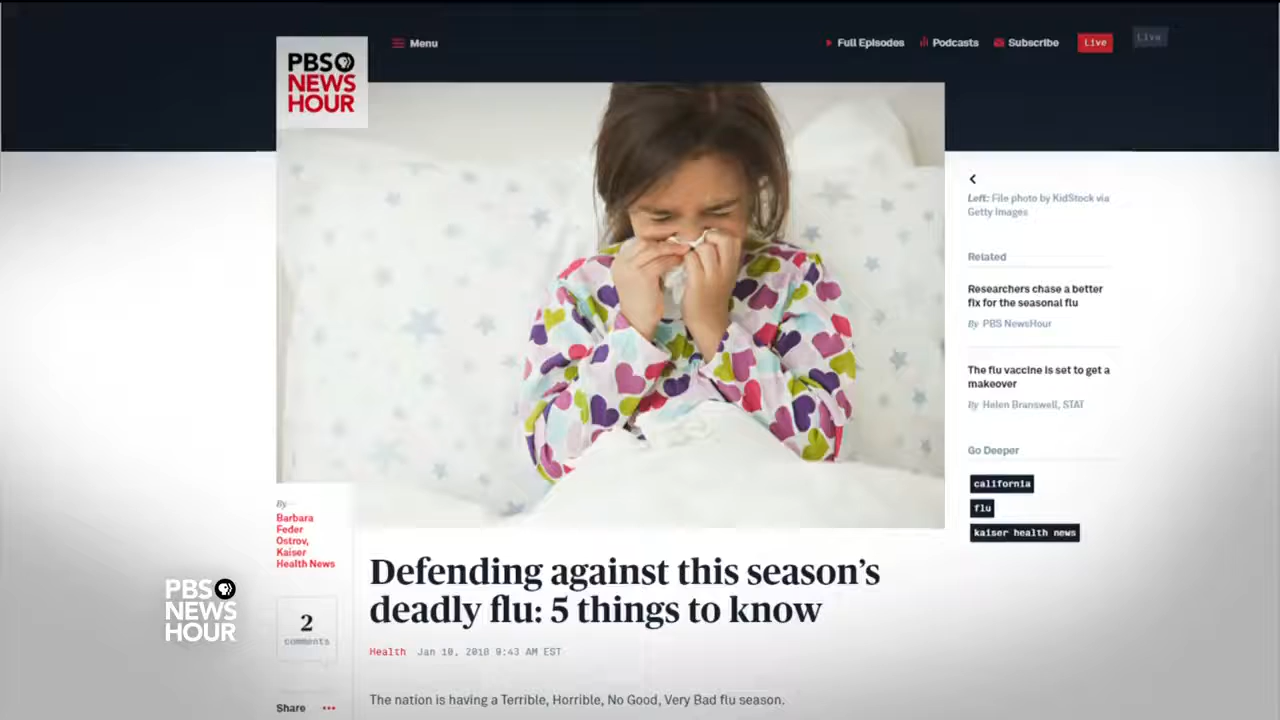 PBS
NEWS
HOUR
Menu
Full Episodes
Podcasts
Subscribe
Live
Live
Left: File photo by KidStock via
Getty Images
Related
Researchers chase a better
fix for the seasonal flu
By PBS NewsHour
The flu vaccine is set to get a
makeover
By Helen Branswell, STAT
Go Deeper
california
flu
kaiser health news
By
Barbara
Feder
Ostrov,
Kaiser
Health News
2
comments
Share
Defending against this season’s
deadly flu: 5 things to know
Health Jan 10, 2018 9:43 AM EST
The nation is having a Terrible, Horrible, No Good, Very Bad flu season.
PBS
NEWS
HOUR